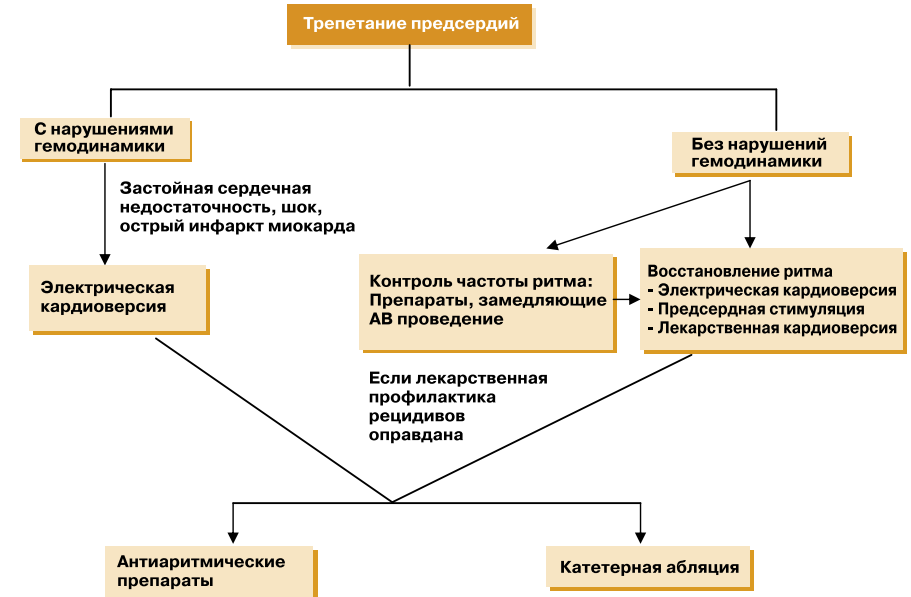 Трепетание предсердий
С нарушениями
гемодинамики
Без нарушений
гемодинамики
Застойная сердечная
недостаточность, шок,
острый инфаркт миокарда
Электрическая
кардиоверсия
Контроль частоты ритма:
Препараты, замедляющие
АВ проведение
Восстановление ритма
- Электрическая кардиоверсия
- Предсердная стимуляция
- Лекарственная кардиоверсия
Если лекарственная
профилактика
рецидивов
оправдана
Антиаритмические
препараты
Катетерная абляция